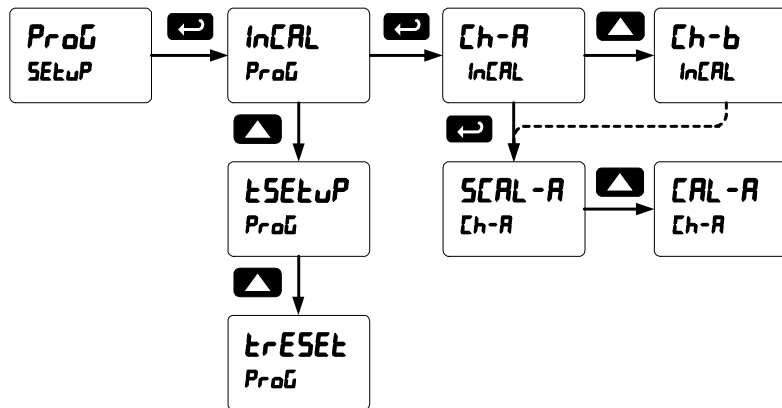 ProG
SEtuP
InCAL
ProG
Ch-A
InCAL
Ch-b
InCAL
tSEtuP
ProG
SCAL-A
Ch-A
CAL-A
Ch-A
trESEt
ProG